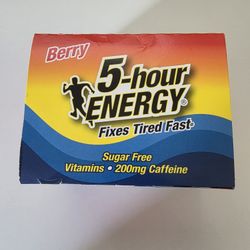 Berry
5-hour
ENERGY®
Fixes Tired Fast®
Sugar Free
Vitamins • 200mg Caffeine